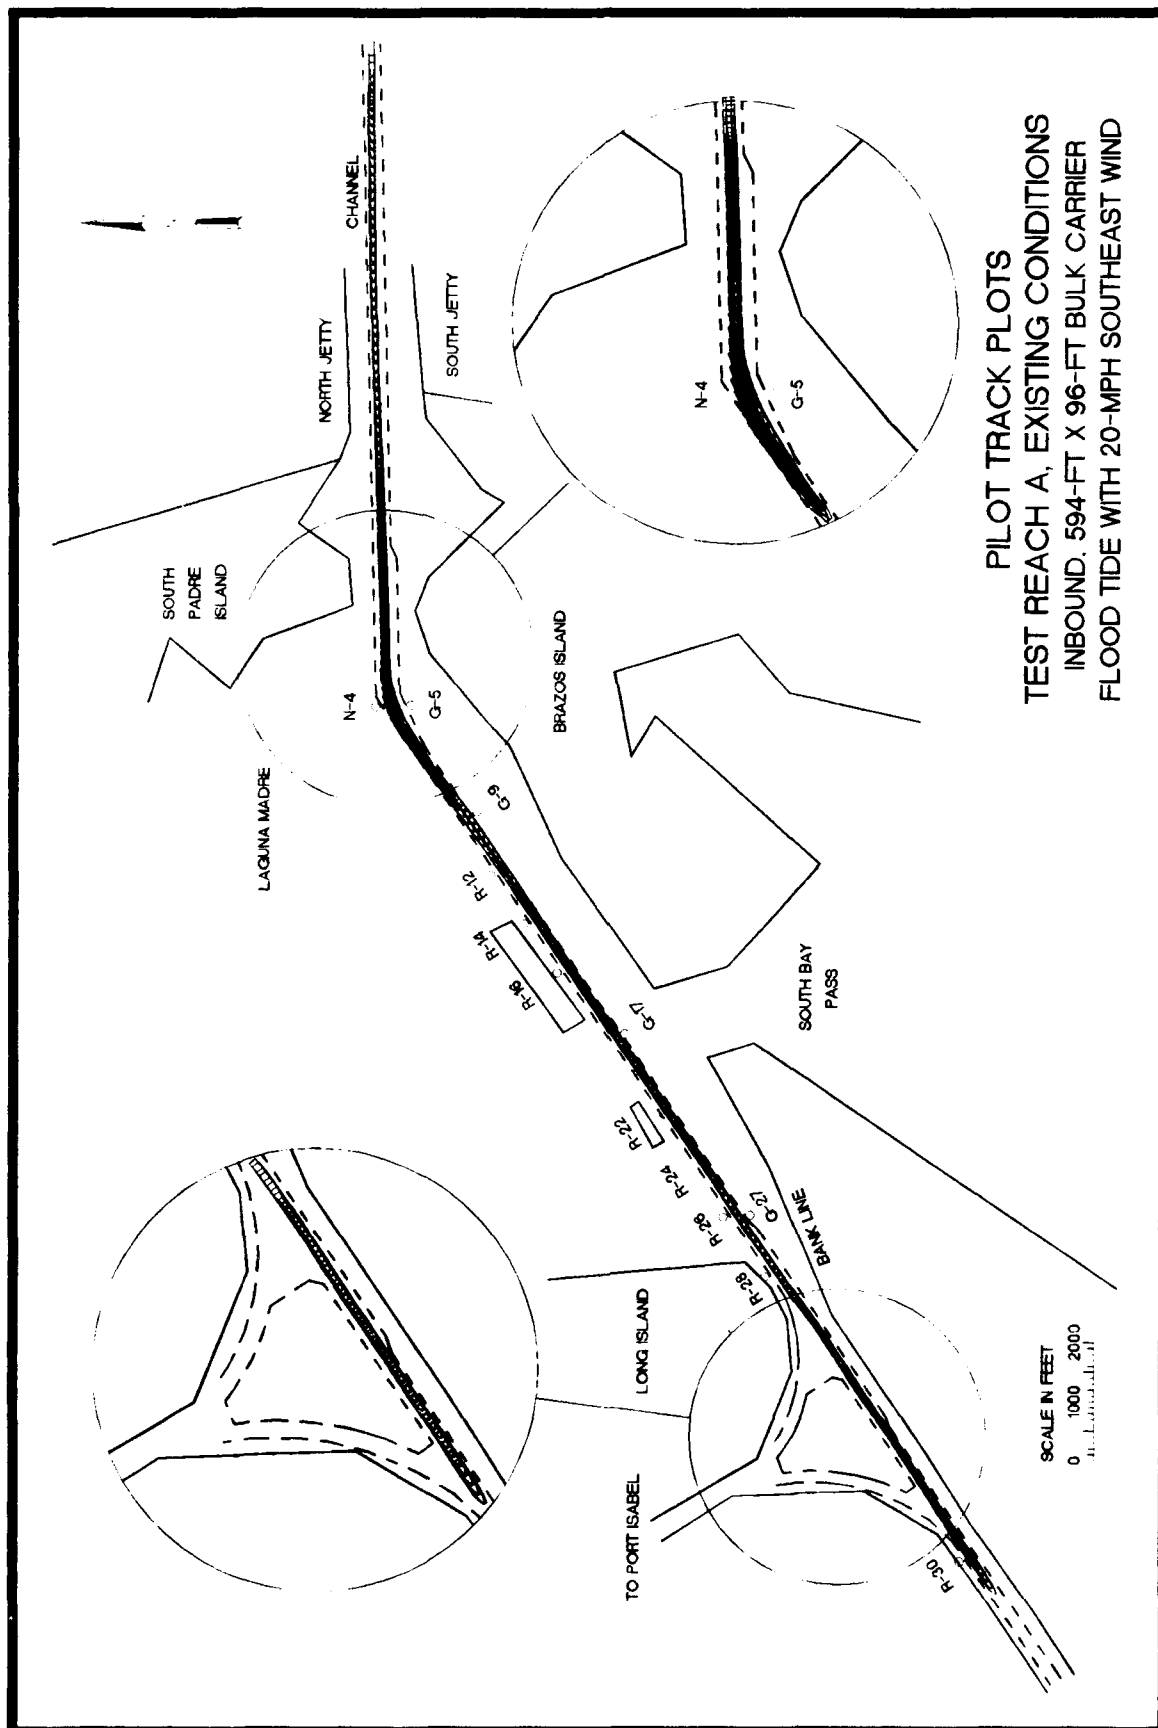 CHANNEL
NORTH JETTY
SOUTH JETTY
SOUTH
PADRE
ISLAND
N-4
G-5
LAGUNA MADRE
BRAZOS ISLAND
G-9
R-12
R-14
R-16
G-17
SOUTH BAY
PASS
R-22
R-24
R-26
G-27
R-28
BANK LINE
LONG ISLAND
TO PORT ISABEL
R-30
SCALE IN FEET
0 1000 2000
N-4
G-5
PILOT TRACK PLOTS
TEST REACH A, EXISTING CONDITIONS
INBOUND. 594-FT X 96-FT BULK CARRIER
FLOOD TIDE WITH 20-MPH SOUTHEAST WIND